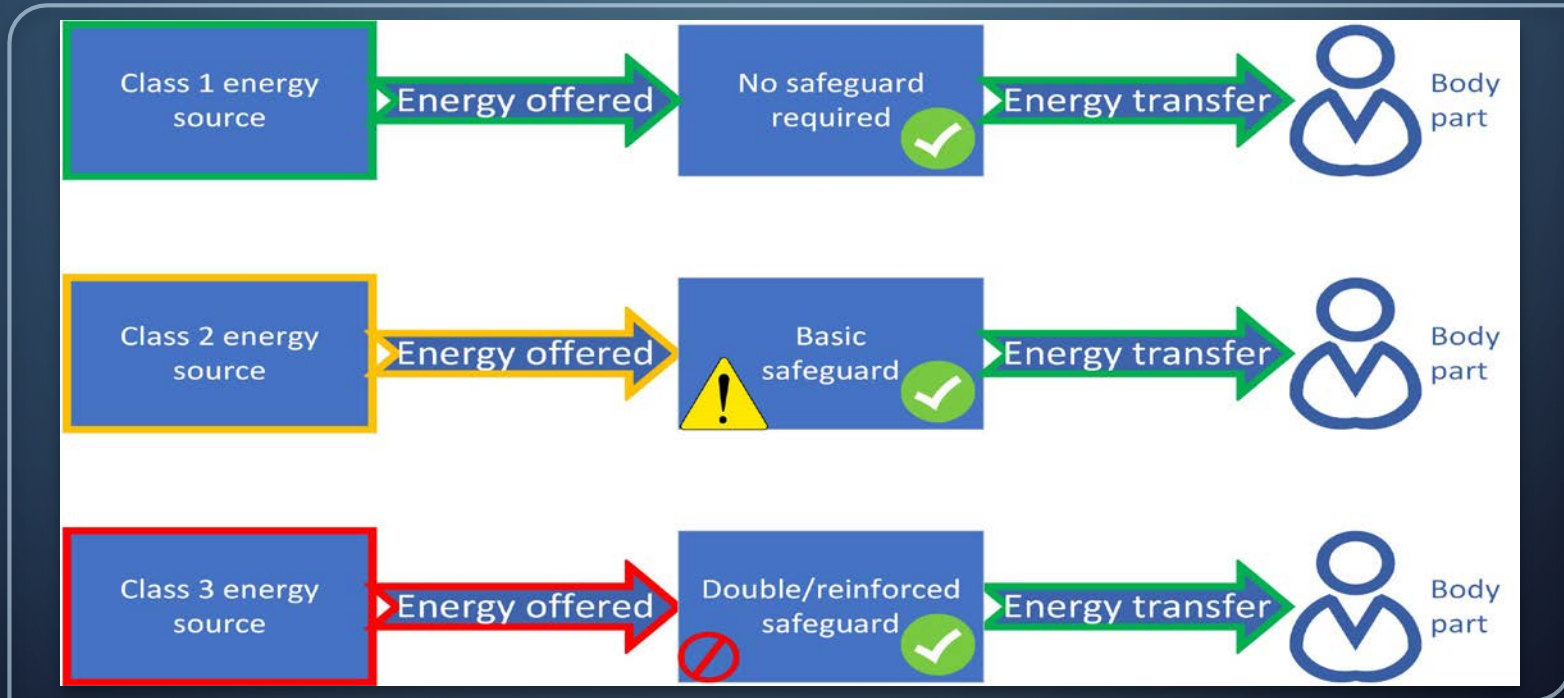 Class 1 energy
source
Energy offered
No safeguard
required
Energy transfer
Body
part
Class 2 energy
source
Energy offered
Basic
safeguard
Energy transfer
Body
part
Class 3 energy
source
Energy offered
Double/reinforced
safeguard
Energy transfer
Body
part